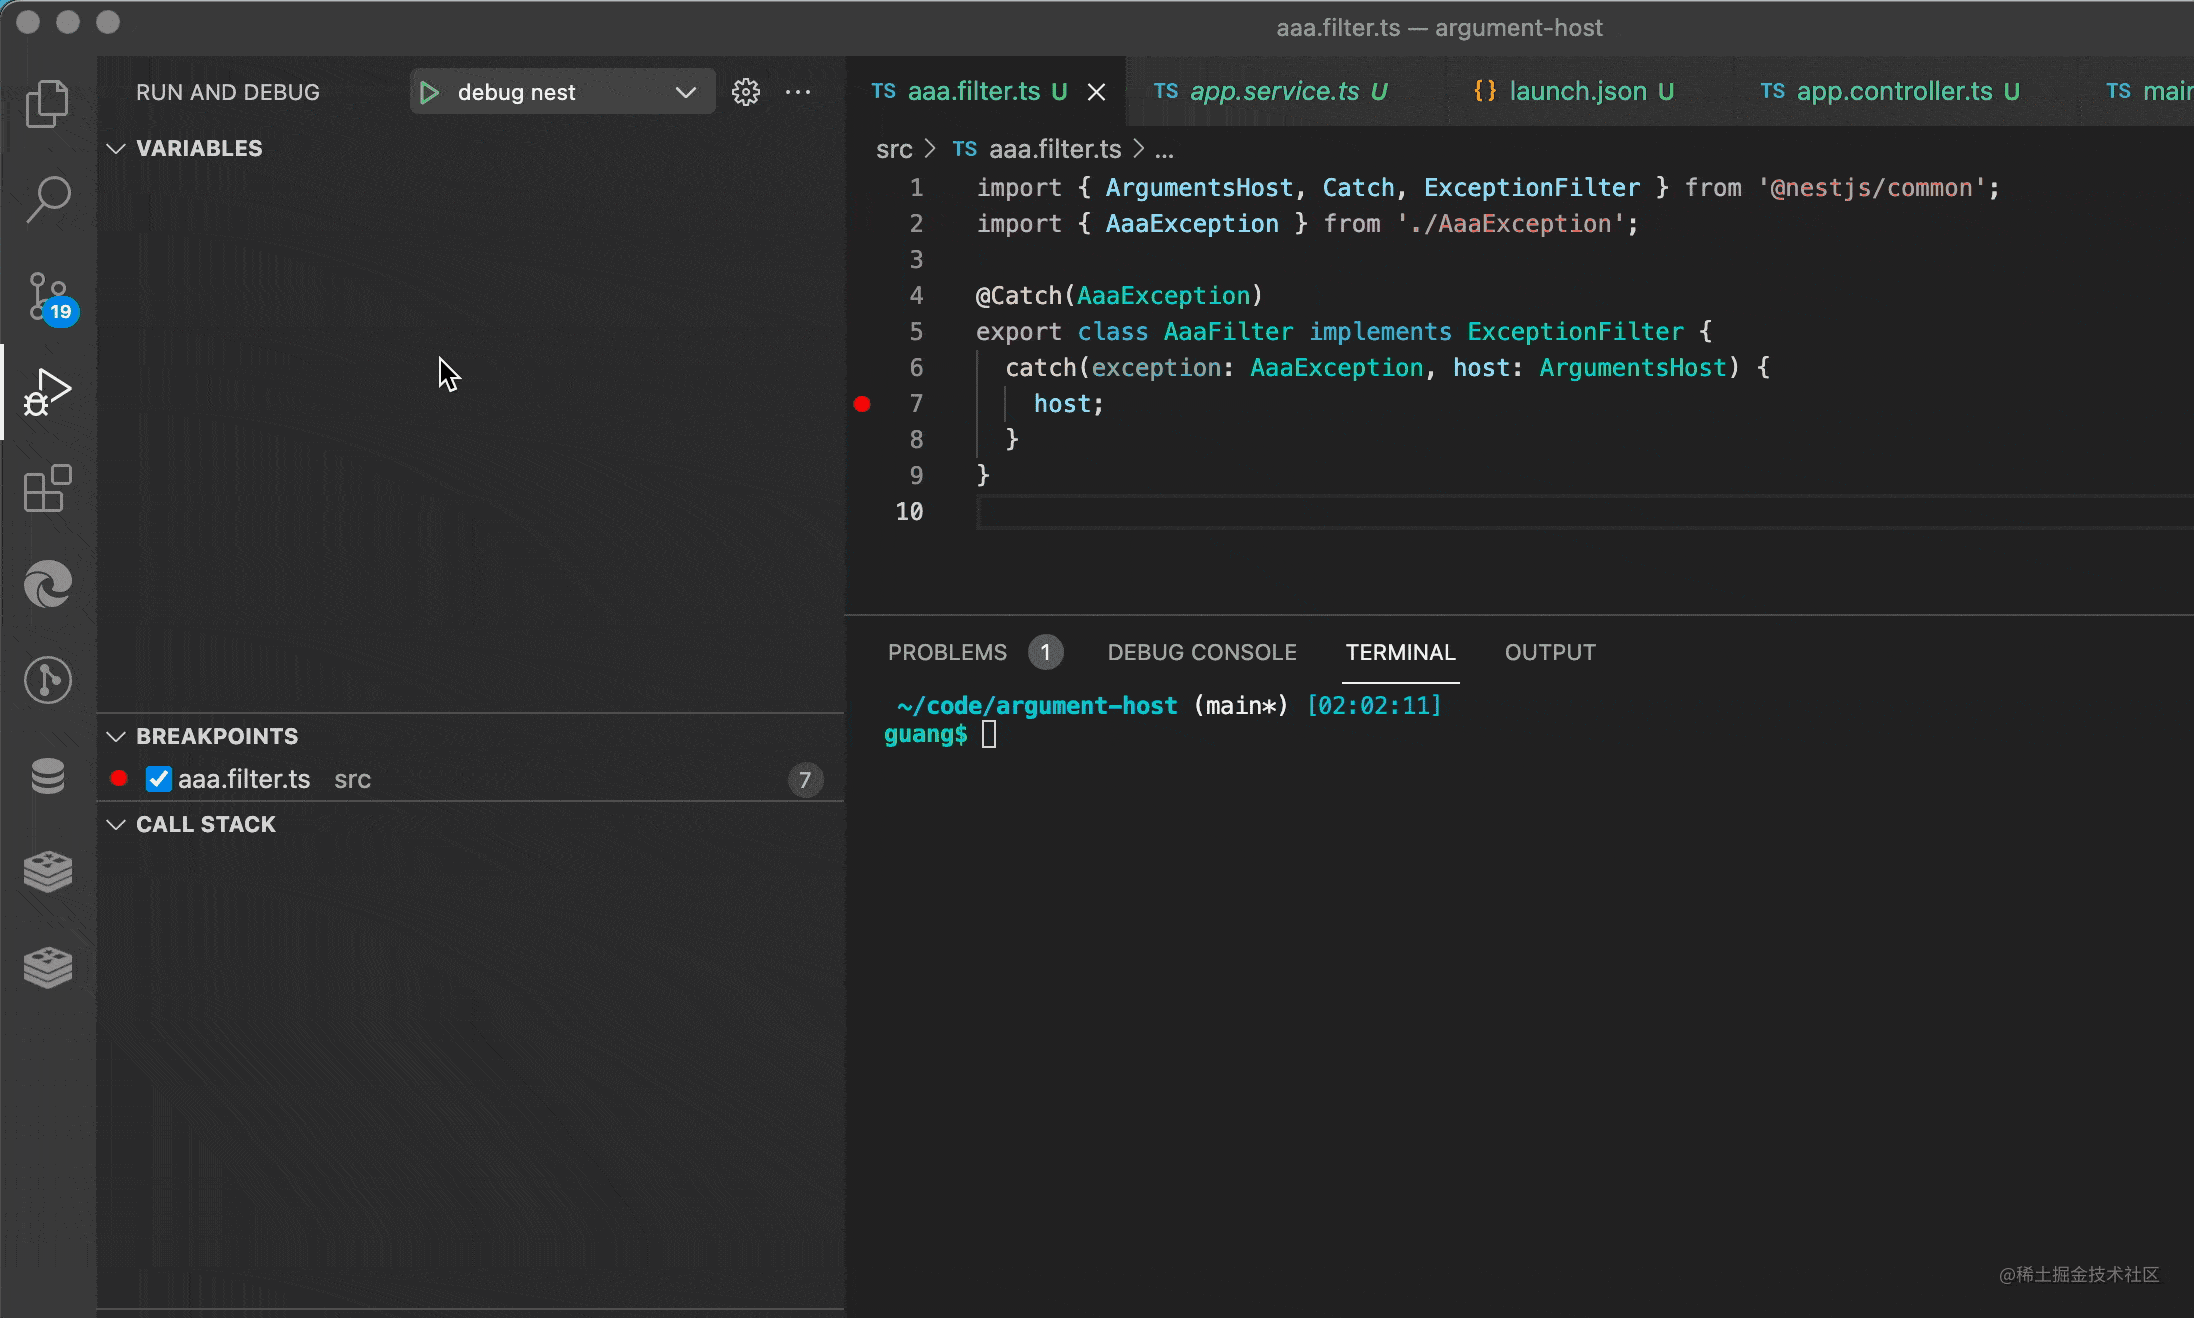 aaa.filter.ts — argument-host
RUN AND DEBUG
debug nest
TS aaa.filter.ts U
TS app.service.ts U
{} launch.json U
TS app.controller.ts U
TS
VARIABLES
src > TS aaa.filter.ts > ...
1 import { ArgumentsHost, Catch, ExceptionFilter } from '@nestjs/common';
2 import { AaaException } from './AaaException';
3
4 @Catch(AaaException)
5 export class AaaFilter implements ExceptionFilter {
6 catch(exception: AaaException, host: ArgumentsHost) {
7 host;
8 }
9 }
10
19
PROBLEMS 1 DEBUG CONSOLE TERMINAL OUTPUT
~/code/argument-host (main*) [02:02:11]
guang$
BREAKPOINTS
aaa.filter.ts src 7
CALL STACK
@稀土掘金技术社区